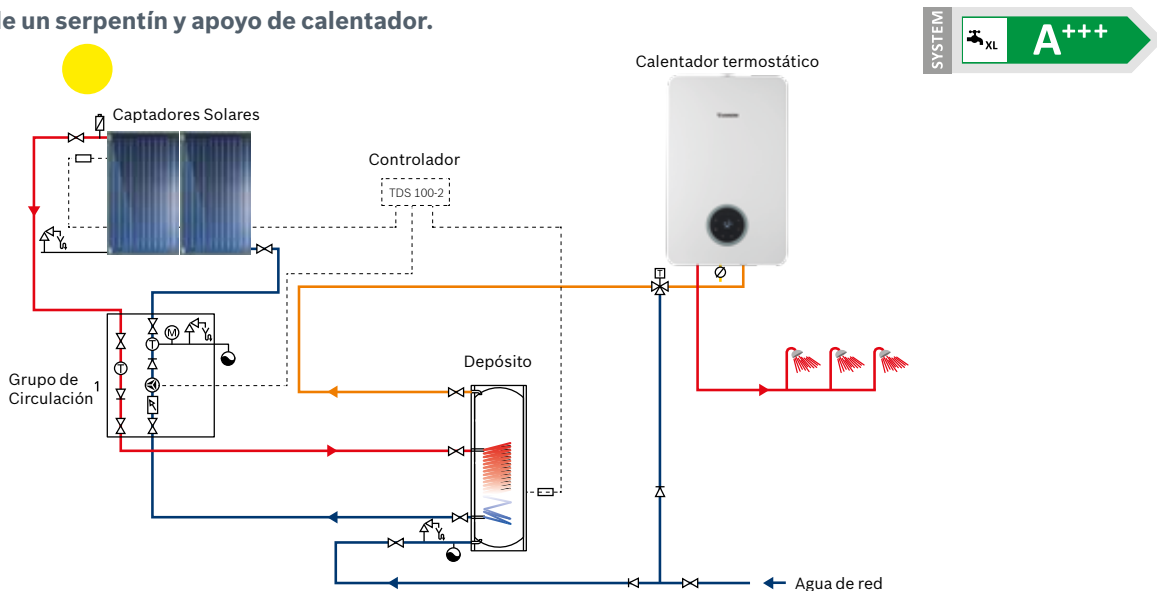 de un serpentín y apoyo de calentador.
SYSTEM
XL
A+++
Calentador termostático
Captadores Solares
Controlador
TDS 100-2
T
M
T
T
Grupo de
Circulación
1
Depósito
Agua de red